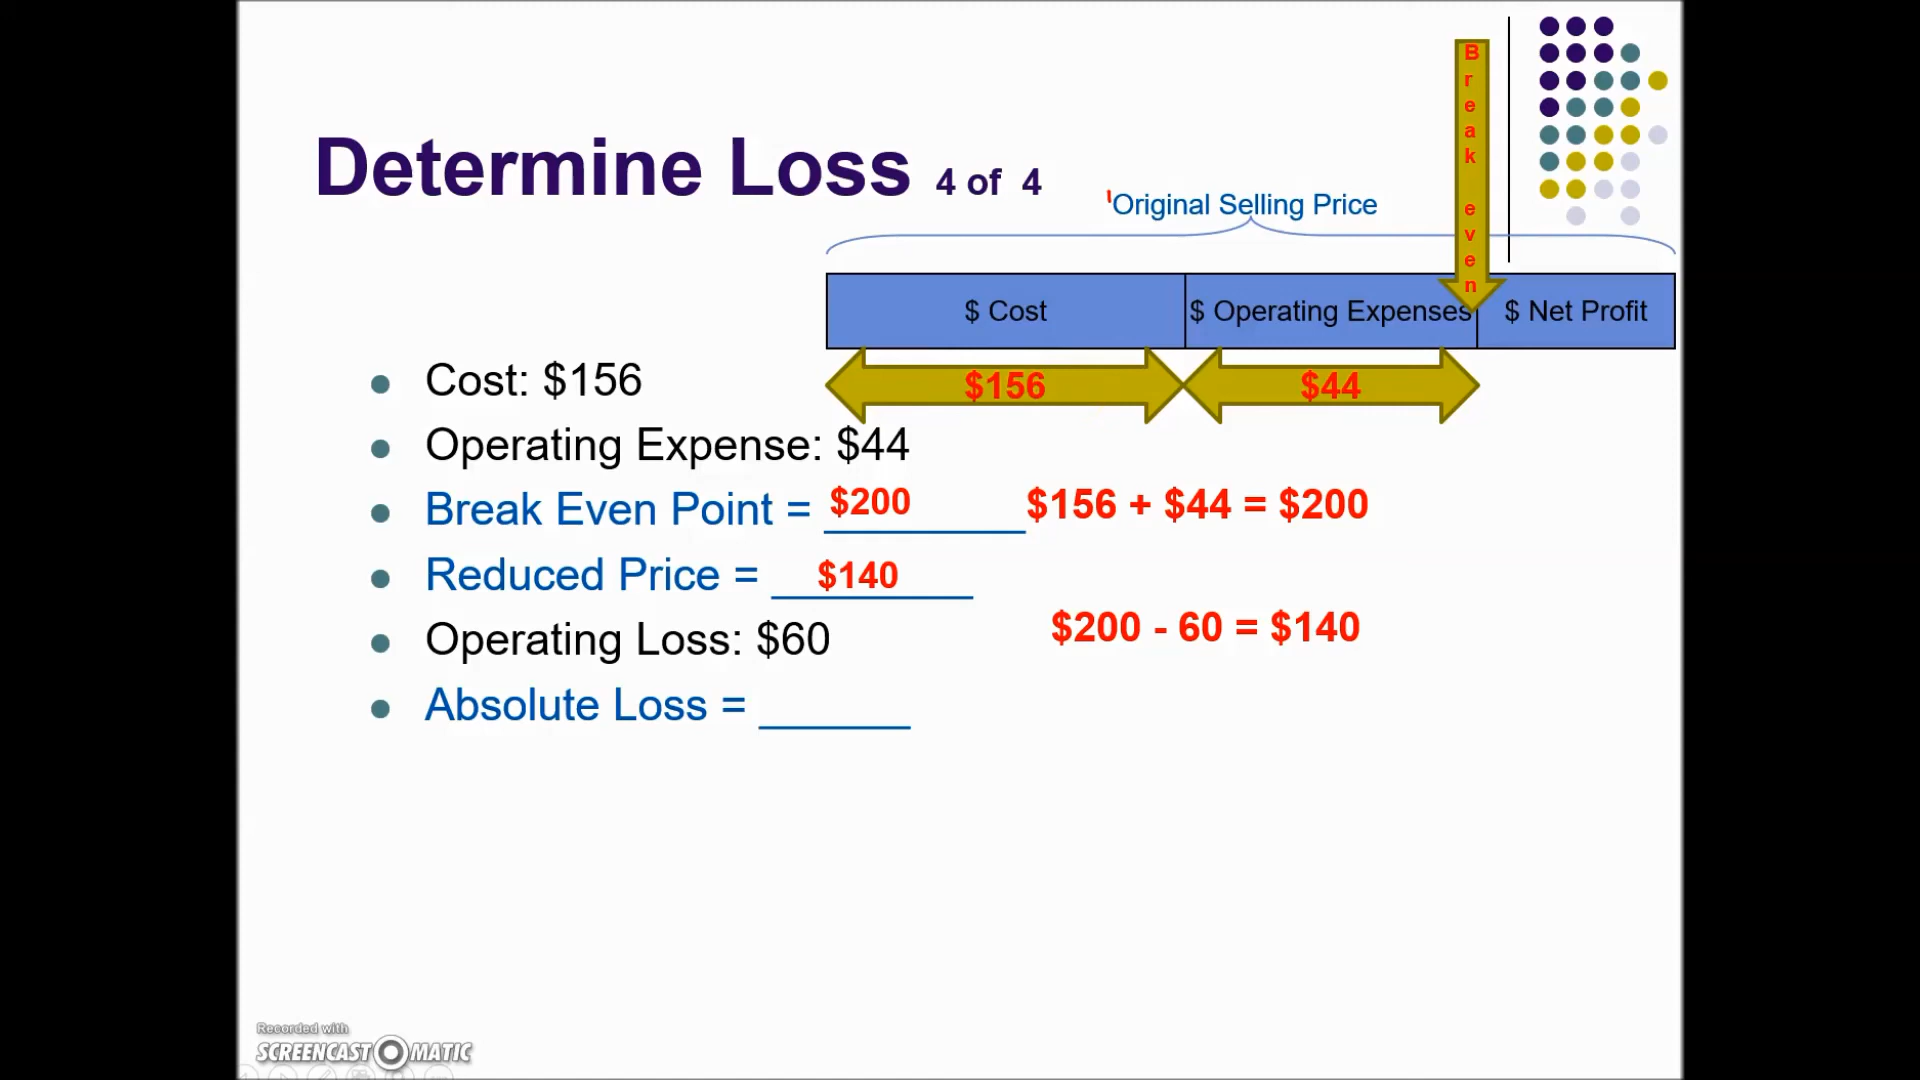 Determine Loss 4 of 4
Break even
Original Selling Price
$ Cost
$ Operating Expenses
$ Net Profit
$156
$44
Cost: $156
Operating Expense: $44
Break Even Point = $200
$156 + $44 = $200
Reduced Price = $140
$200 - 60 = $140
Operating Loss: $60
Absolute Loss = ______
Recorded with
SCREENCAST-O-MATIC